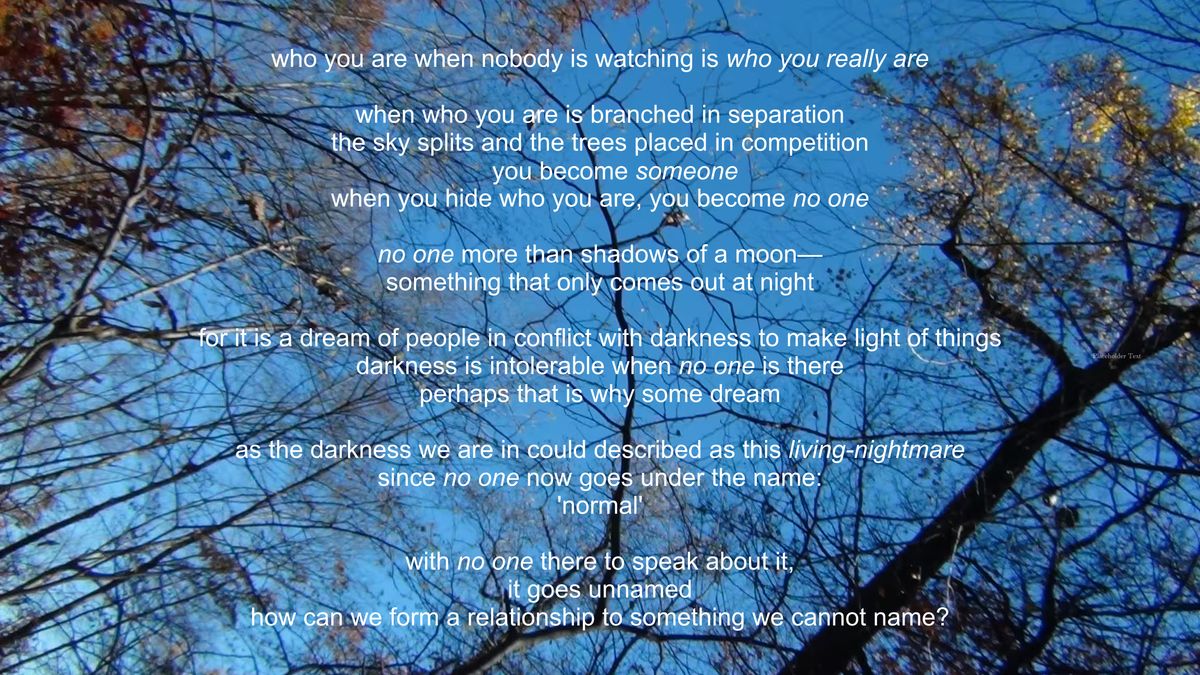 who you are when nobody is watching is who you really are
when who you are is branched in separation
the sky splits and the trees placed in competition
you become someone
when you hide who you are, you become no one
no one more than shadows of a moon—
something that only comes out at night
for it is a dream of people in conflict with darkness to make light of things
darkness is intolerable when no one is there
perhaps that is why some dream
Placeholder Text
as the darkness we are in could described as this living-nightmare
since no one now goes under the name:
'normal'
with no one there to speak about it,
it goes unnamed
how can we form a relationship to something we cannot name?